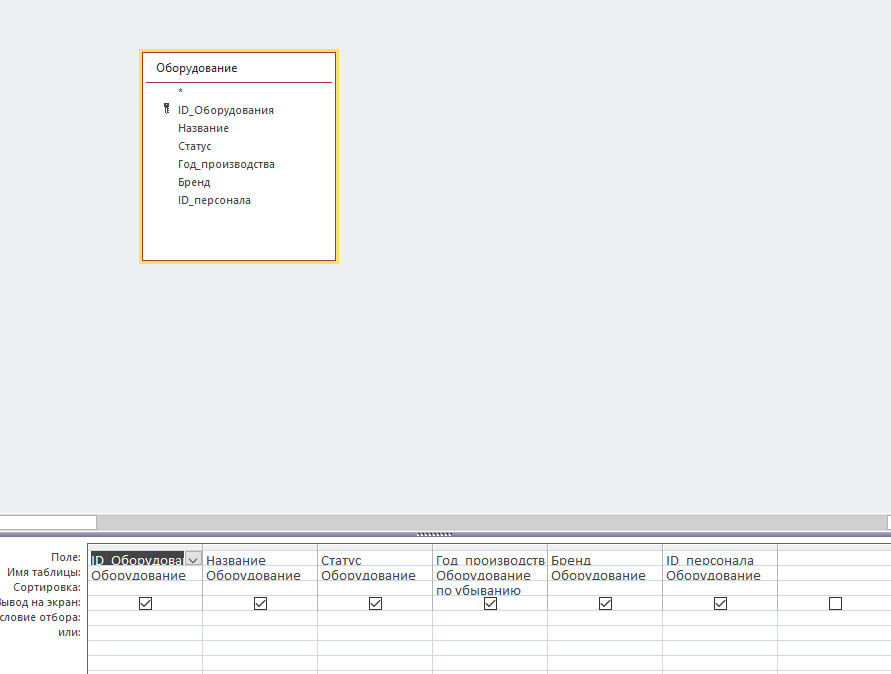 Оборудование
*
ID_Оборудования
Название
Статус
Год_производства
Бренд
ID_персонала
Поле: ID_Оборудова Название Статус Год_производств Бренд ID_персонала
Имя таблицы: Оборудование Оборудование Оборудование Оборудование Оборудование Оборудование
Сортировка: по убыванию
Вывод на экран:
словие отбора:
или: